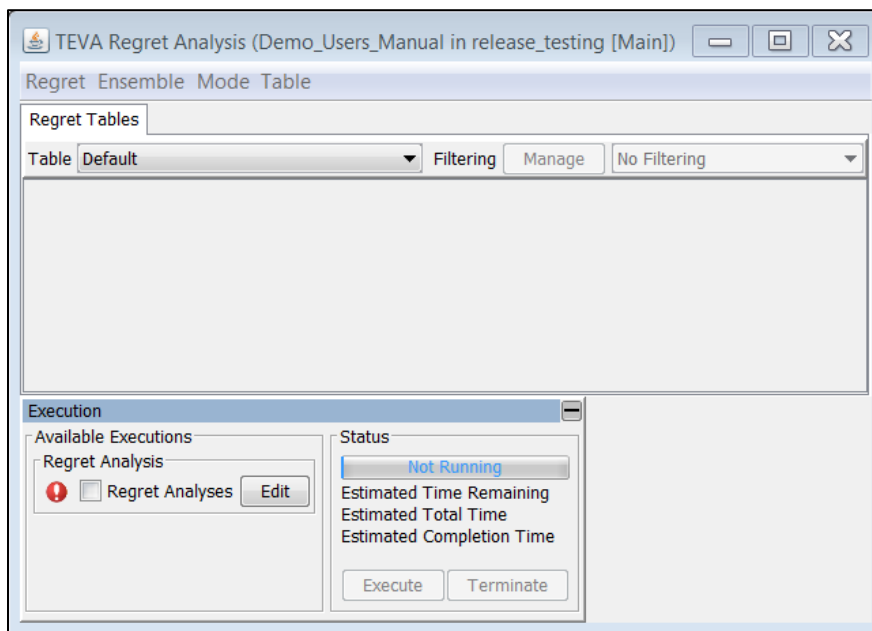 TEVA Regret Analysis (Demo_Users_Manual in release_testing [Main])
Regret Ensemble Mode Table
Regret Tables
Table Default Filtering Manage No Filtering
Execution
Available Executions
Regret Analysis
Regret Analyses Edit
Status
Not Running
Estimated Time Remaining
Estimated Total Time
Estimated Completion Time
Execute Terminate